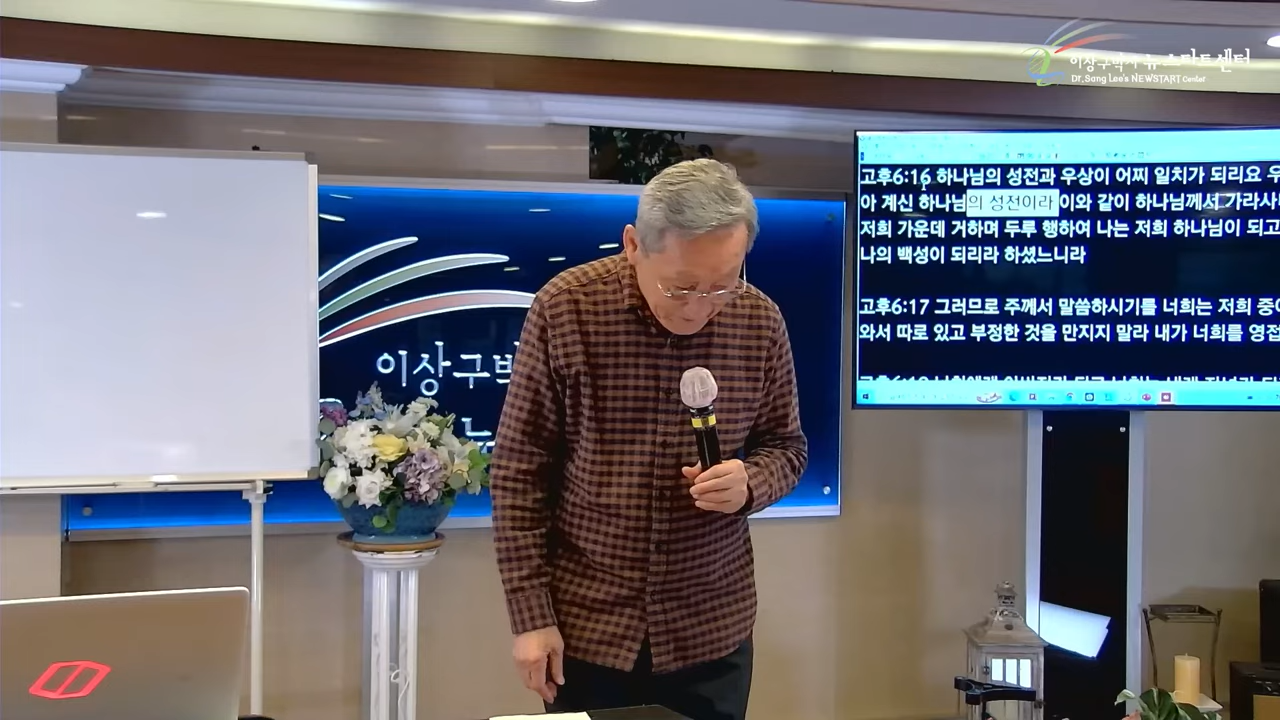 이상구박사 뉴스타트센터
Dr. Sang Lee's NEWSTART Center
고후6:16 하나님의 성전과 우상이 어찌 일치가 되리요 우
아 계신 하나님의 성전이라 이와 같이 하나님께서 가라사
저희 가운데 거하며 두루 행하여 나는 저희 하나님이 되고
나의 백성이 되리라 하셨느니라
고후6:17 그러므로 주께서 말씀하시기를 너희는 저희 중에
와서 따로 있고 부정한 것을 만지지 말라 내가 너희를 영접
이상구박
뉴